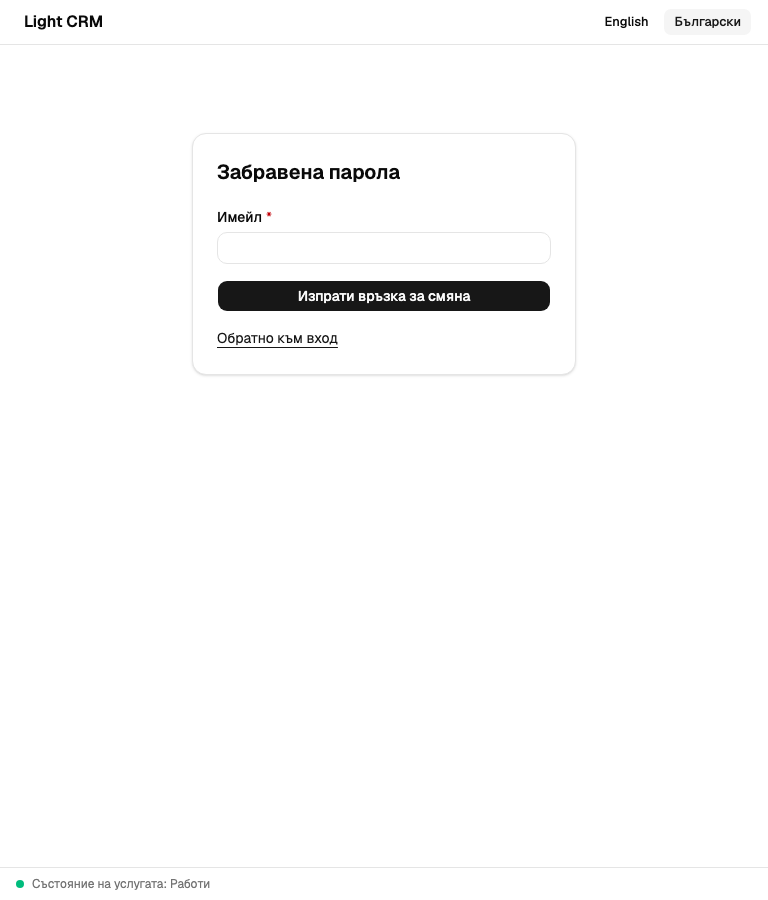 Light CRM
English
Български
Забравена парола
Имейл *
Изпрати връзка за смяна
Обратно към вход
Състояние на услугата: Работи